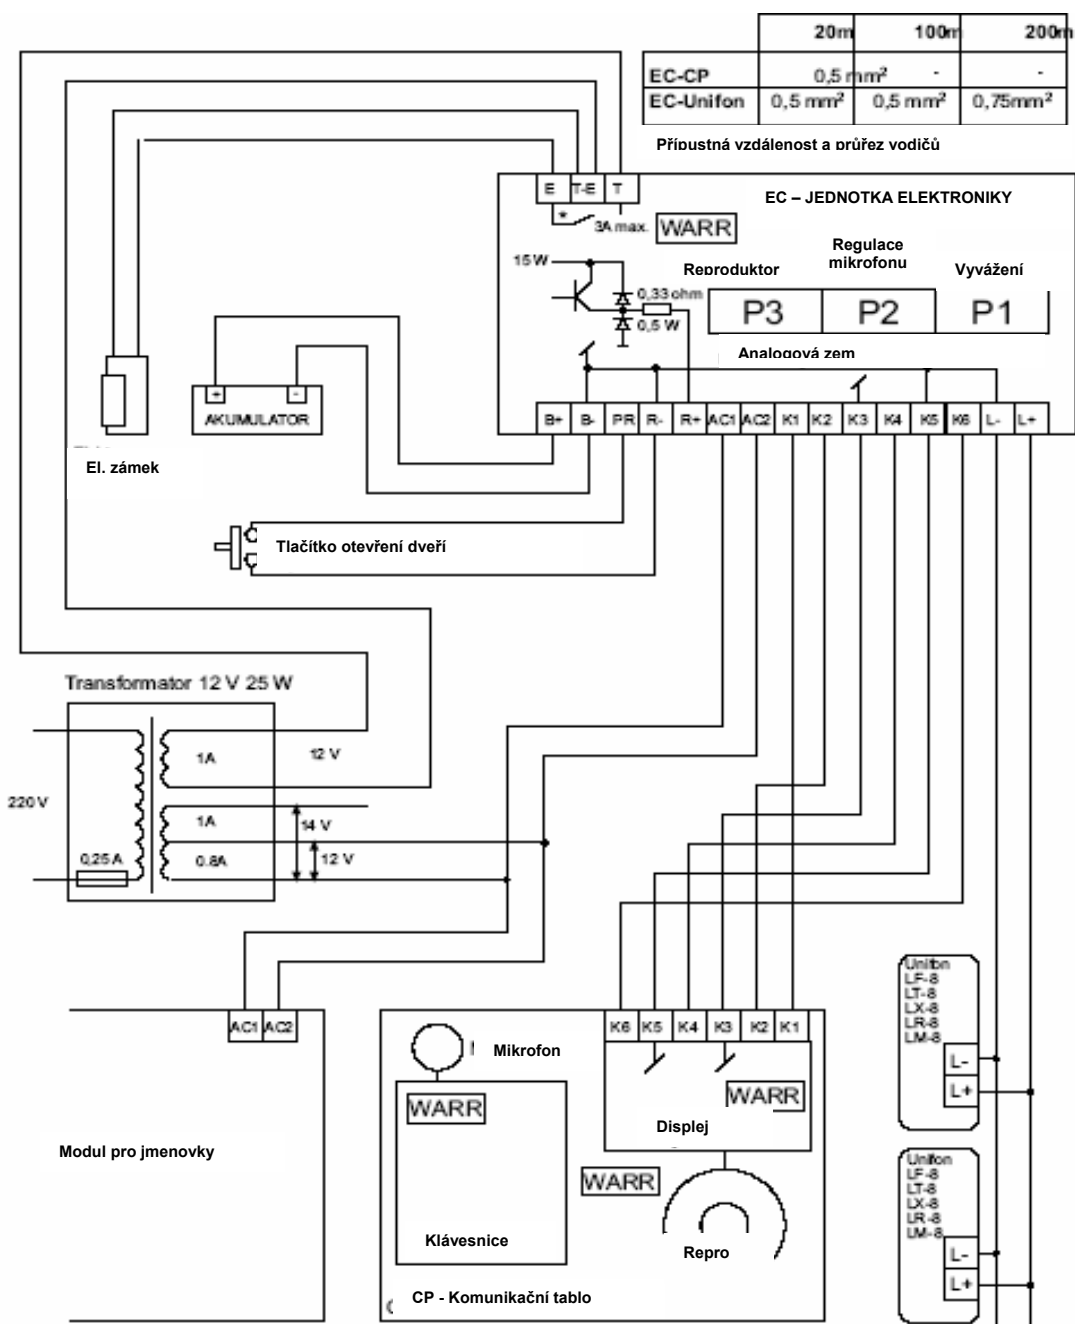 20m 100m 200m
EC-CP 0,5 mm² - -
EC-Unifon 0,5 mm² 0,5 mm² 0,75mm²
Přípustná vzdálenost a průřez vodičů
E T-E T
EC – JEDNOTKA ELEKTRONIKY
* 3A max.
WARR
15 W
Reproduktor
Regulace
mikrofonu
Vyvážení
0,33 ohm
0,5 W
P3 P2 P1
Analogová zem
B+ B- PR R- R+ AC1 AC2 K1 K2 K3 K4 K5 K6 L- L+
+ -
AKUMULATOR
El. zámek
Tlačítko otevření dveří
Transformator 12 V 25 W
1A
12 V
220 V
1A
14 V
0,25 A
0.8A
12 V
AC1 AC2
Modul pro jmenovky
K6 K5 K4 K3 K2 K1
Mikrofon
WARR
WARR
Displej
WARR
Klávesnice
Repro
CP - Komunikační tablo
Unifon
LF-8
LT-8
LX-8
LR-8
LM-8
L-
L+
Unifon
LF-8
LT-8
LX-8
LR-8
LM-8
L-
L+